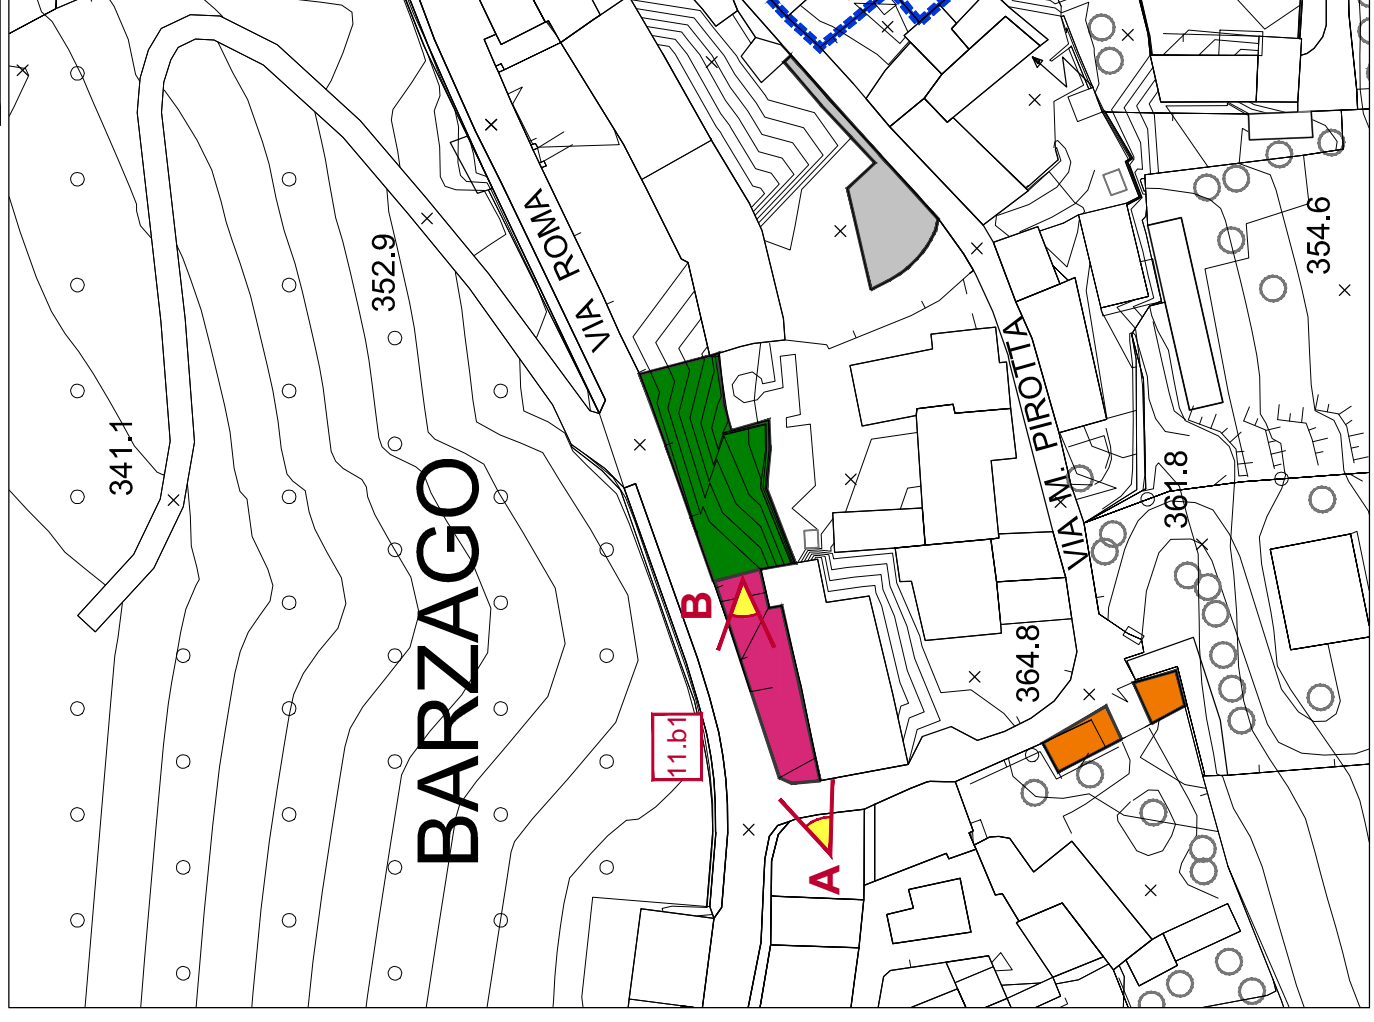 BARZAGO
341.1
352.9
VIA ROMA
11.b1
B
A
VIA M. PIROTTA
364.8
361.8
354.6